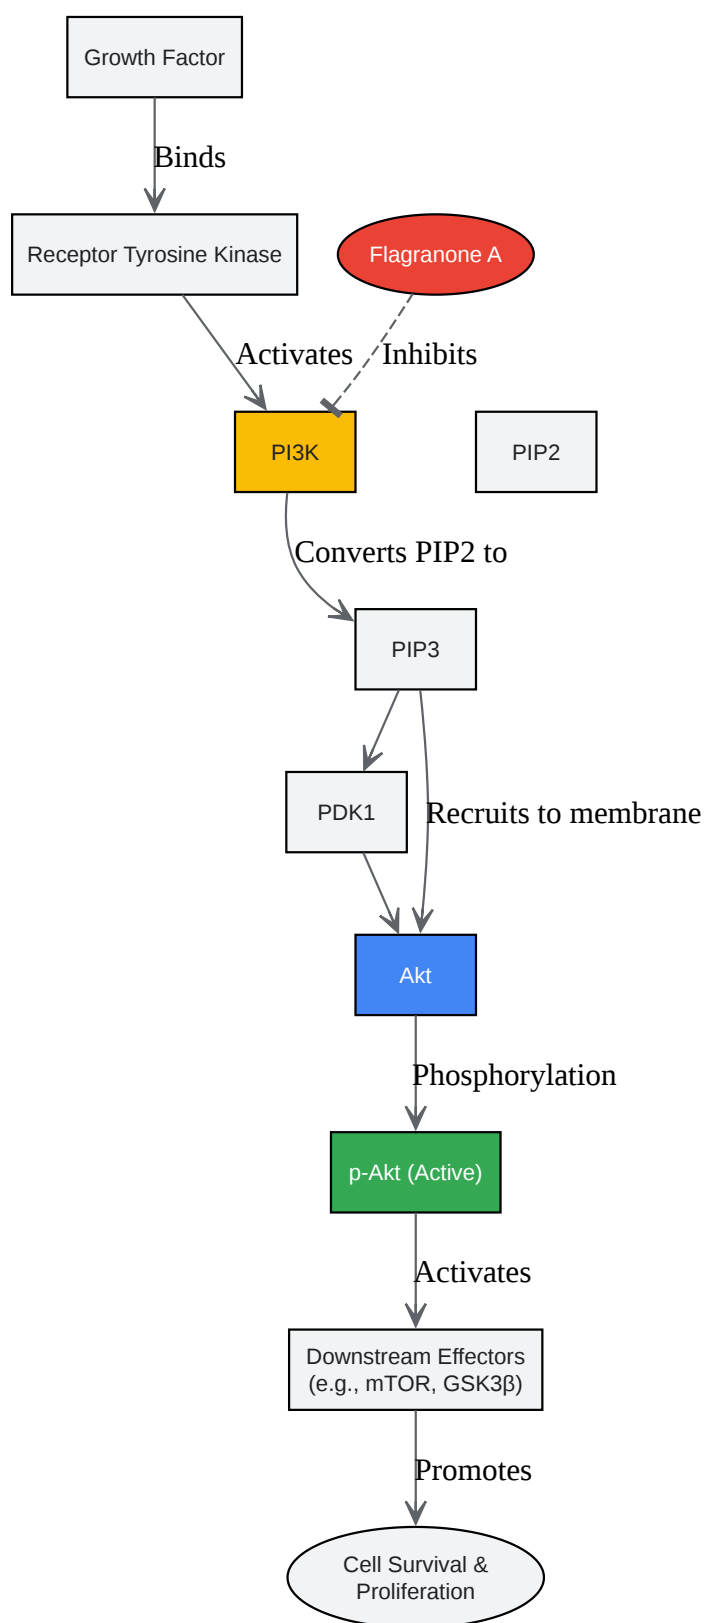 Growth Factor
Binds
Receptor Tyrosine Kinase
Flagranone A
Activates
Inhibits
PI3K
PIP2
Converts PIP2 to
PIP3
PDK1
Recruits to membrane
Akt
Phosphorylation
p-Akt (Active)
Activates
Downstream Effectors
(e.g., mTOR, GSK3β)
Promotes
Cell Survival &
Proliferation